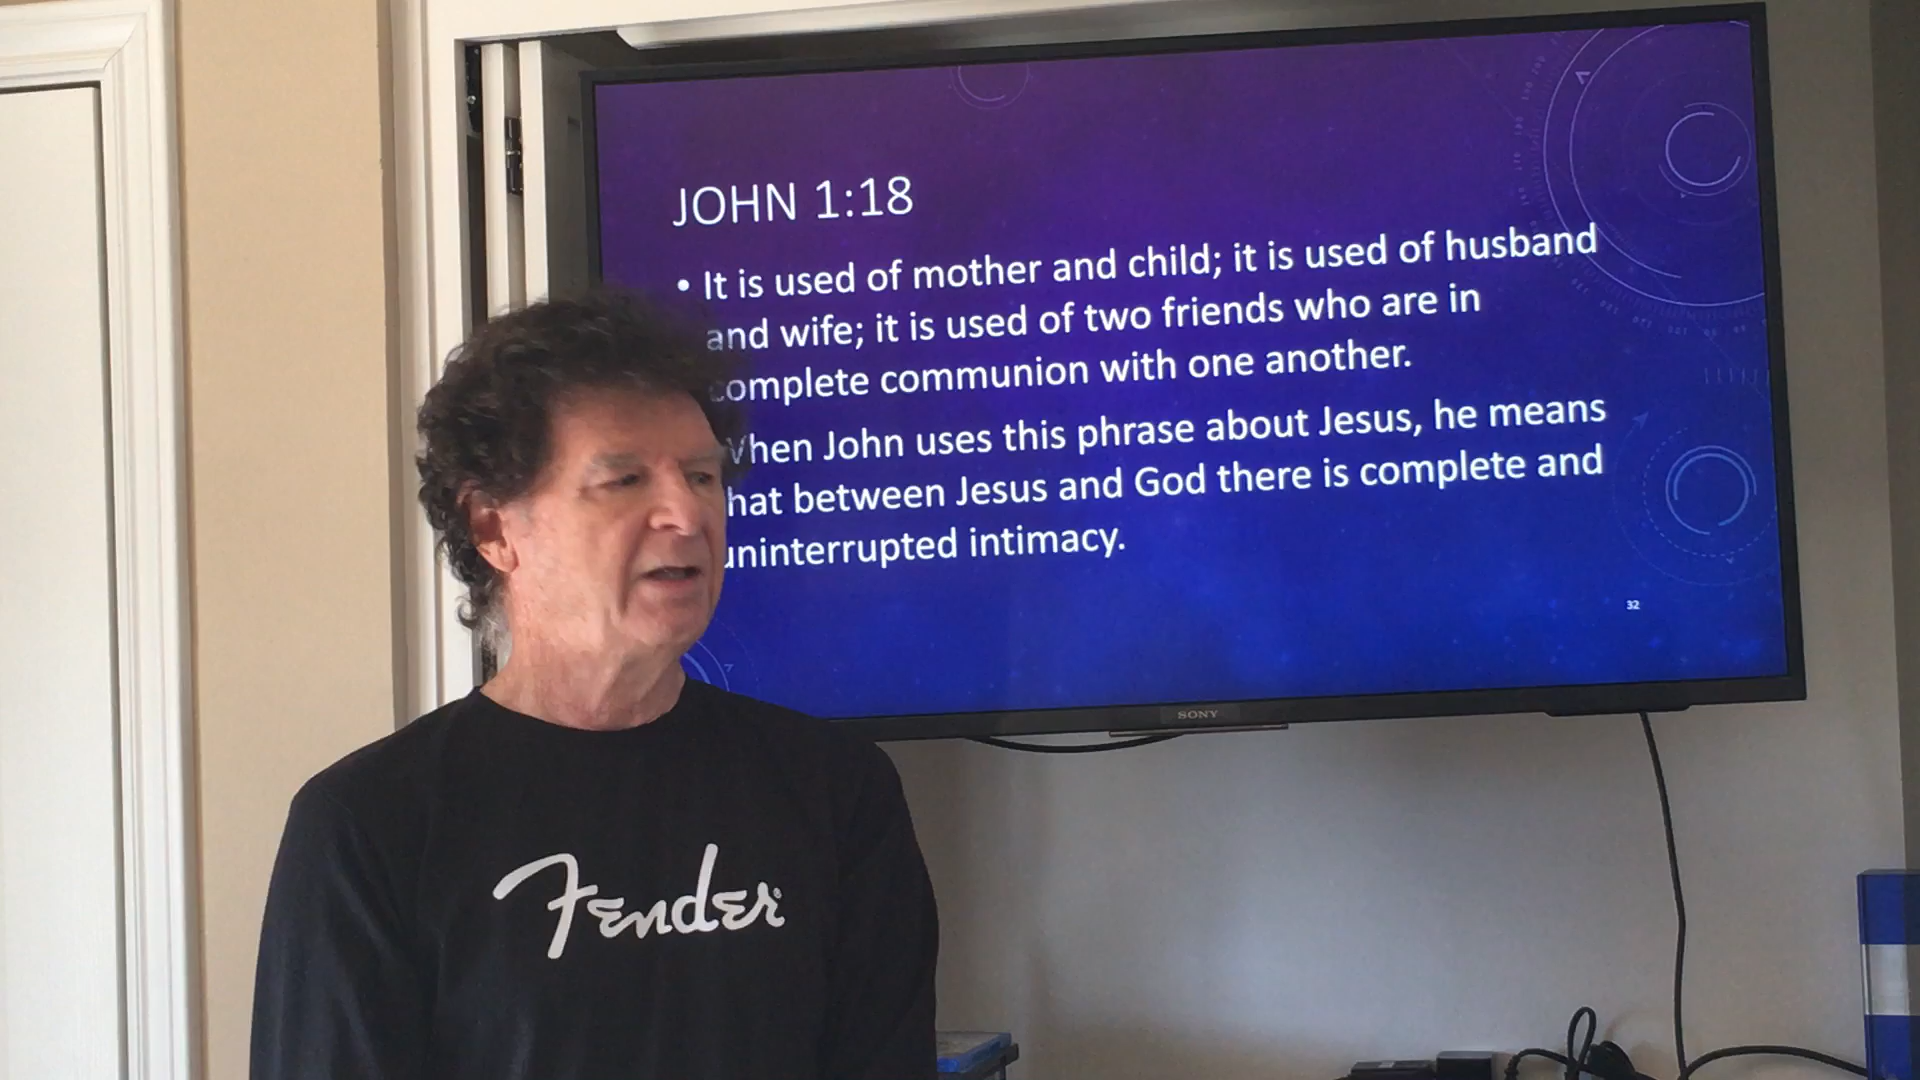 JOHN 1:18
• It is used of mother and child; it is used of husband
and wife; it is used of two friends who are in
complete communion with one another.
When John uses this phrase about Jesus, he means
that between Jesus and God there is complete and
uninterrupted intimacy.
32
SONY
Fender